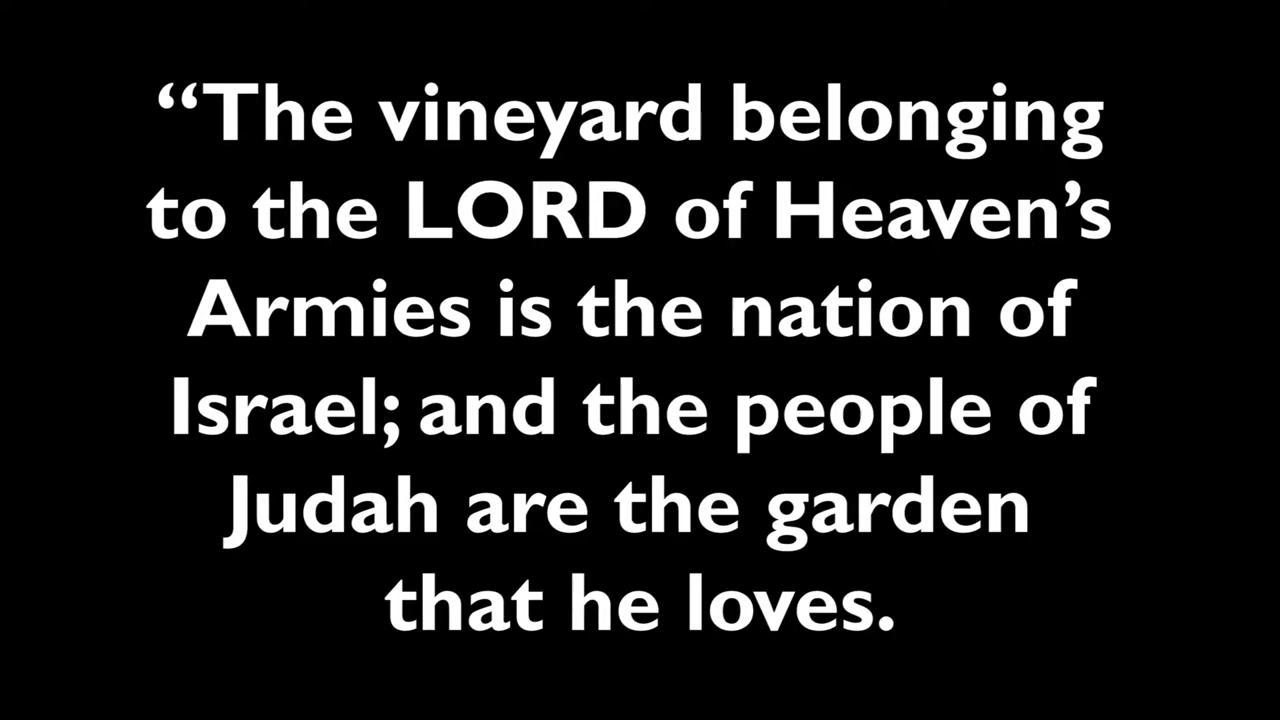 “The vineyard belonging
to the LORD of Heaven’s
Armies is the nation of
Israel; and the people of
Judah are the garden
that he loves.